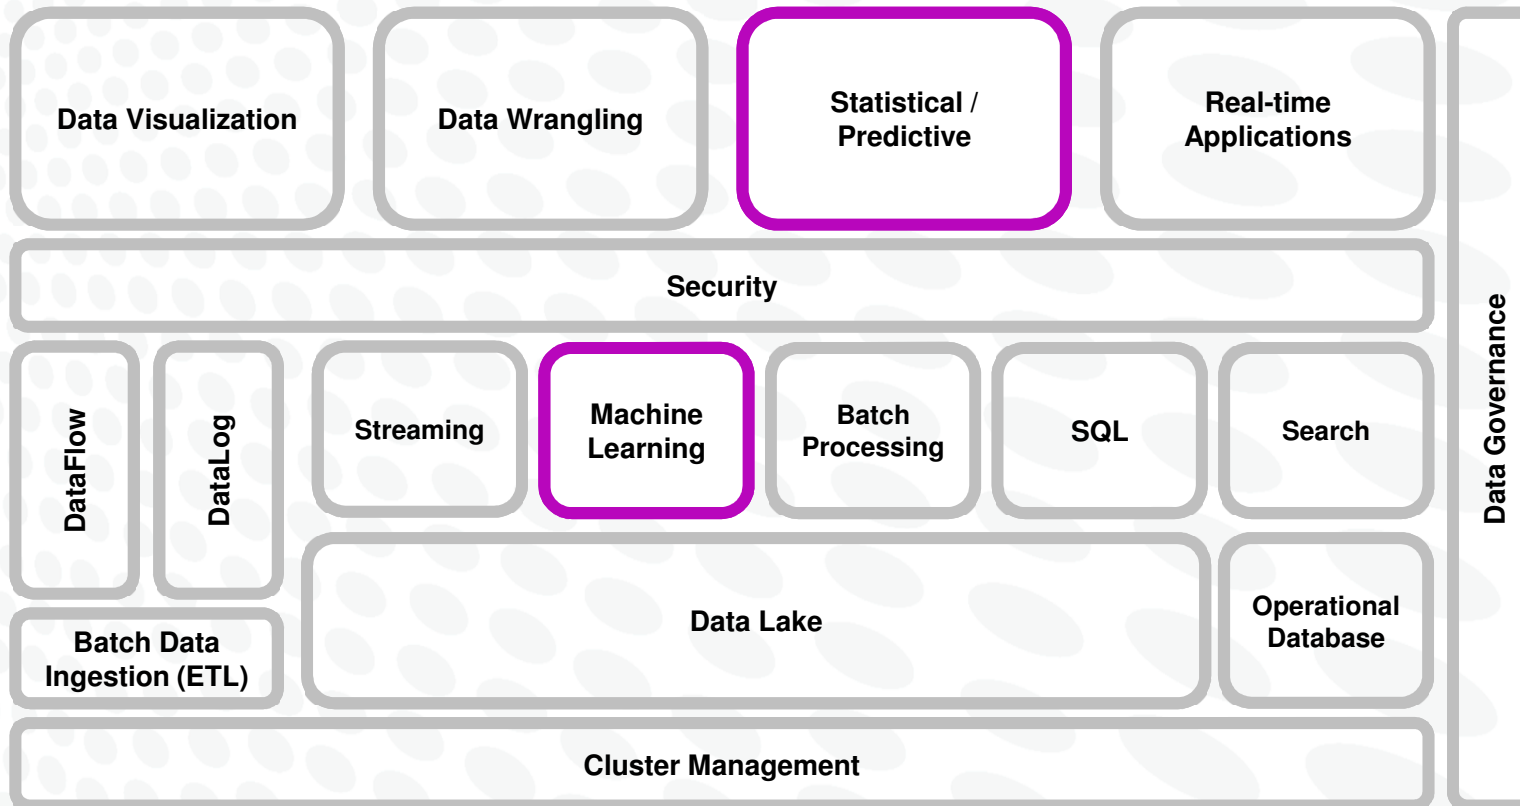 Data Visualization
Data Wrangling
Statistical /
Predictive
Real-time
Applications
Security
DataFlow
DataLog
Streaming
Machine
Learning
Batch
Processing
SQL
Search
Batch Data
Ingestion (ETL)
Data Lake
Operational
Database
Cluster Management
Data Governance